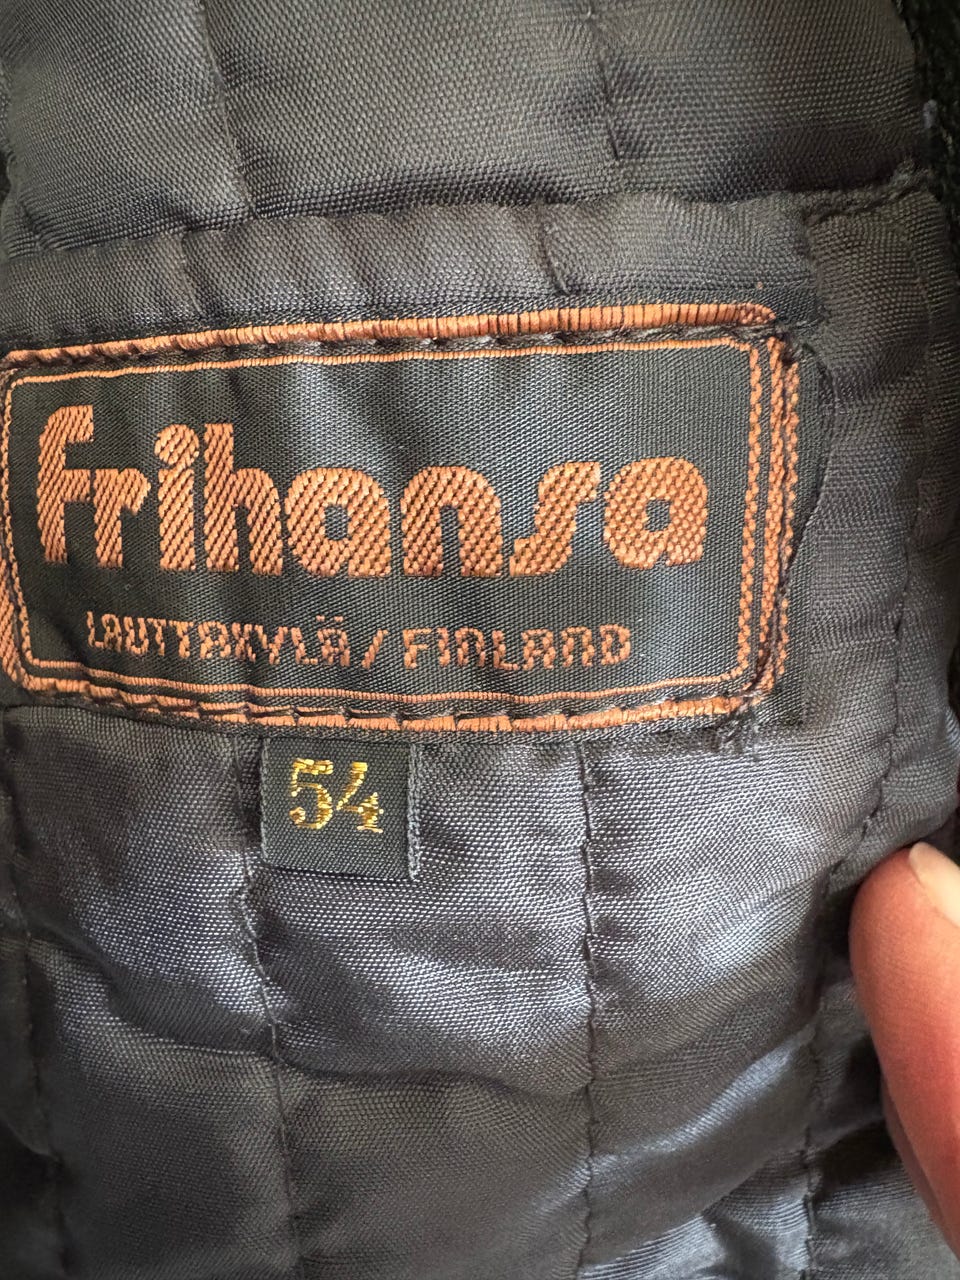 Frihansa
LAUTTAKYLÄ / FINLAND
54